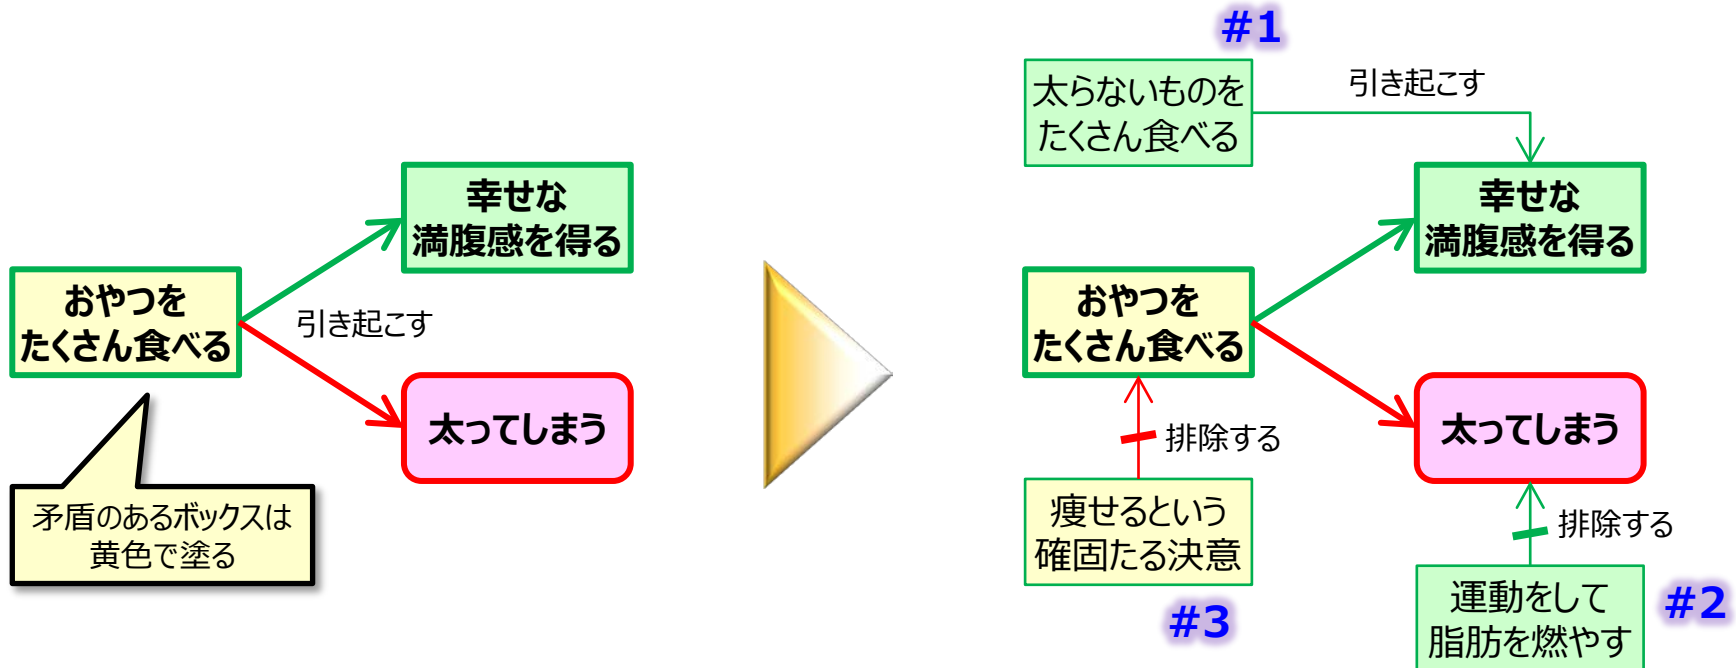 幸せな
満腹感を得る
おやつを
たくさん食べる
引き起こす
太ってしまう
矛盾のあるボックスは
黄色で塗る
#1
太らないものを
たくさん食べる
引き起こす
幸せな
満腹感を得る
おやつを
たくさん食べる
太ってしまう
排除する
痩せるという
確固たる決意
#3
排除する
運動をして
脂肪を燃やす
#2